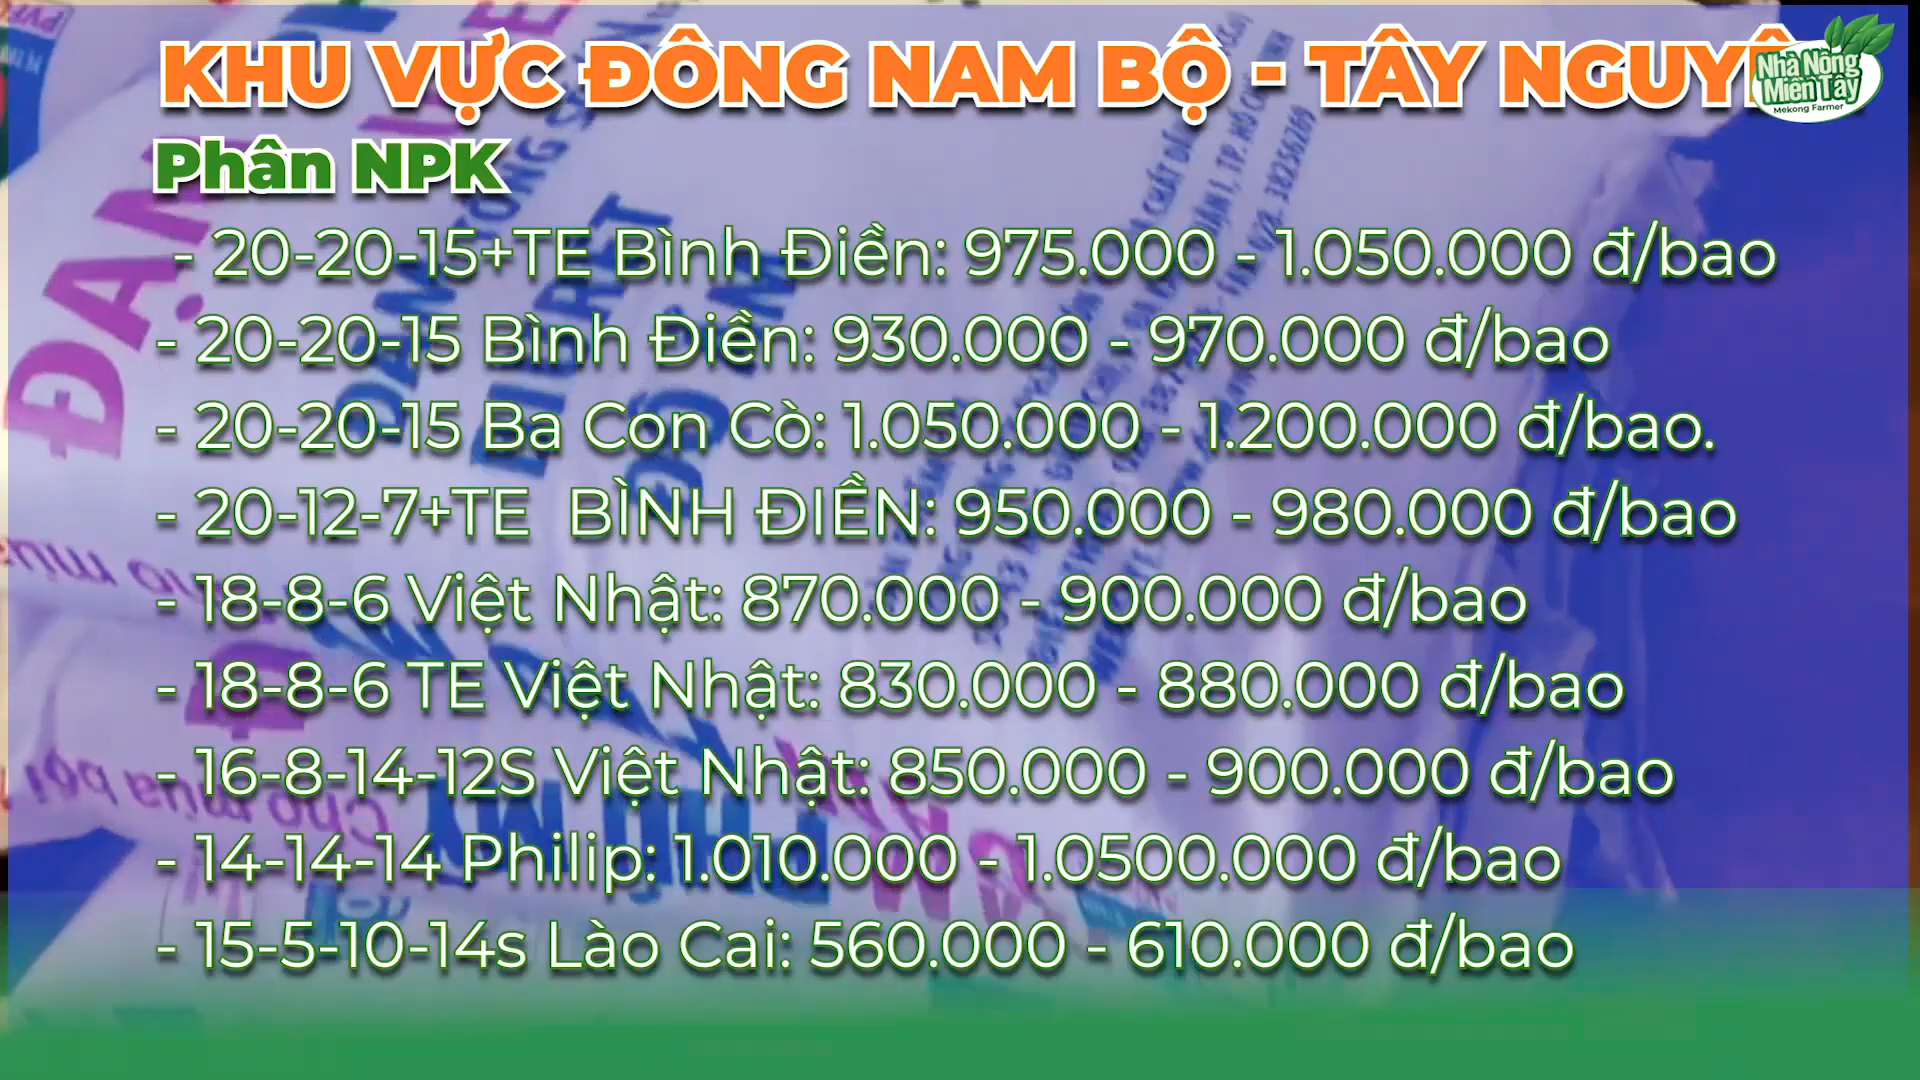 KHU VỰC ĐÔNG NAM BỘ - TÂY NGUYÊ
Nhà Nông
Miền Tây
Mekong Farmer
Phân NPK
- 20-20-15+TE Bình Điền: 975.000 - 1.050.000 đ/bao
- 20-20-15 Bình Điền: 930.000 - 970.000 đ/bao
- 20-20-15 Ba Con Cò: 1.050.000 - 1.200.000 đ/bao.
- 20-12-7+TE  BÌNH ĐIỀN: 950.000 - 980.000 đ/bao
- 18-8-6 Việt Nhật: 870.000 - 900.000 đ/bao
- 18-8-6 TE Việt Nhật: 830.000 - 880.000 đ/bao
- 16-8-14-12S Việt Nhật: 850.000 - 900.000 đ/bao
- 14-14-14 Philip: 1.010.000 - 1.0500.000 đ/bao
- 15-5-10-14s Lào Cai: 560.000 - 610.000 đ/bao
ĐẠM
BIURET